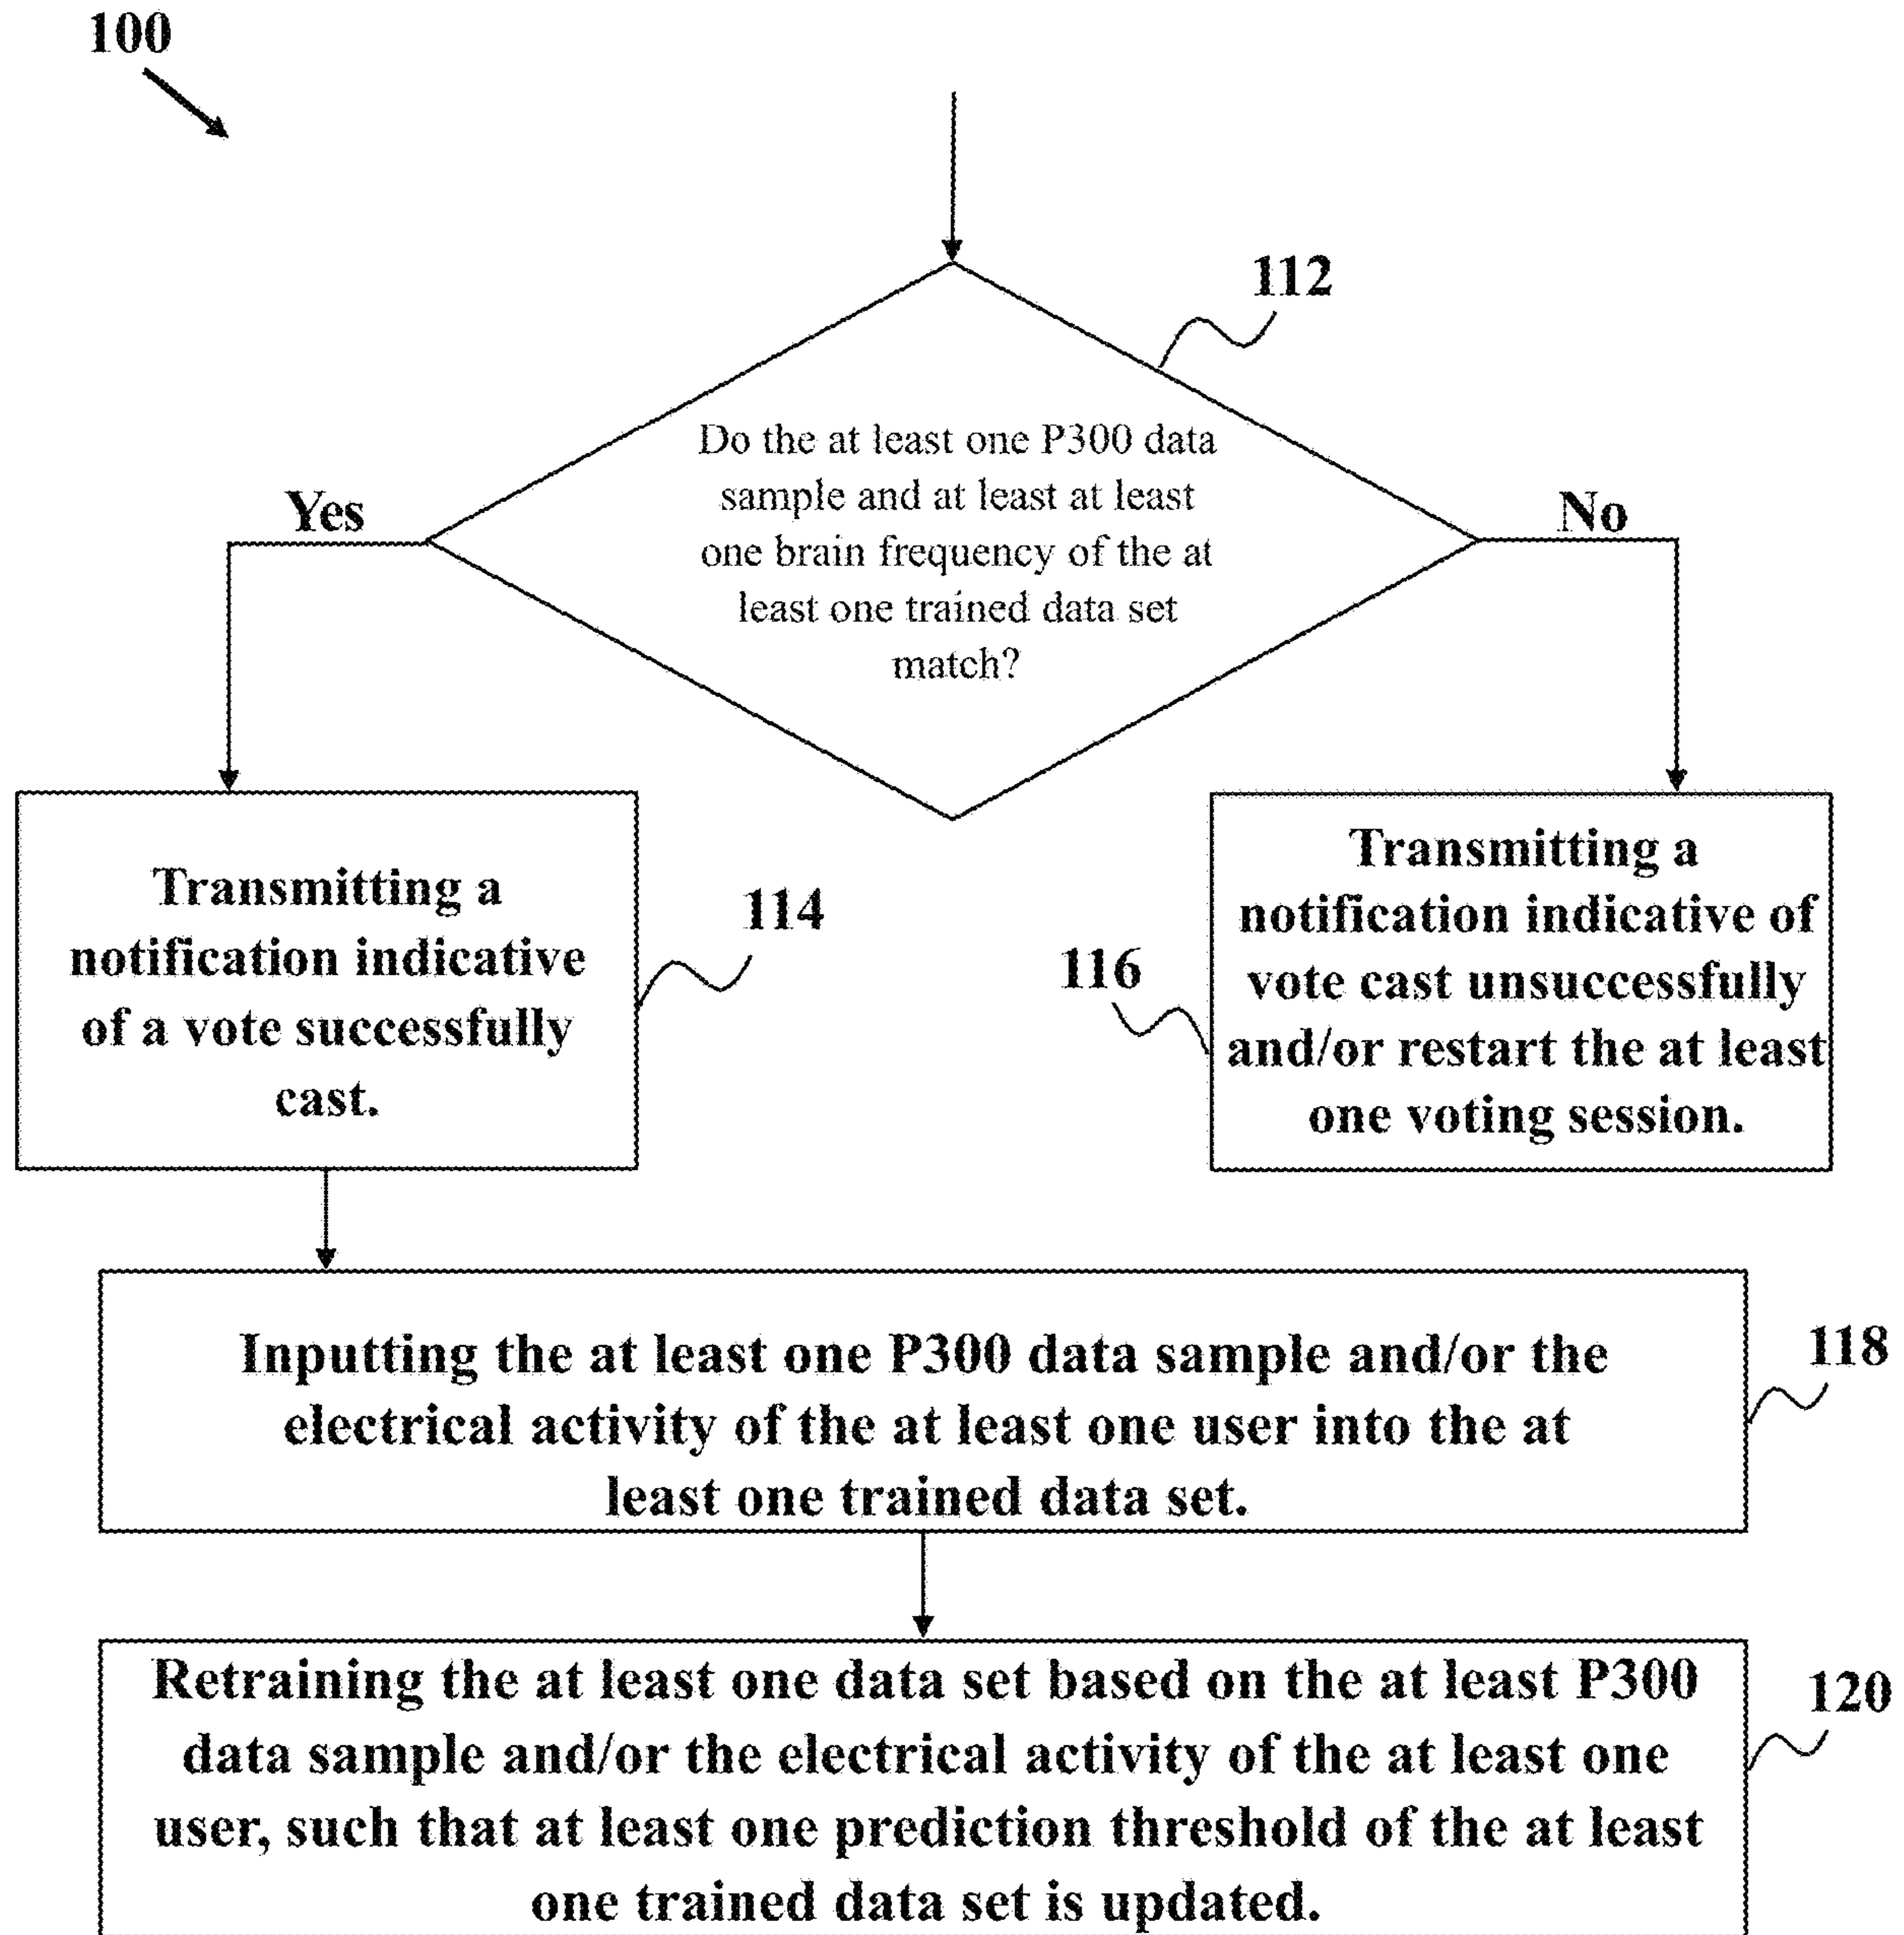 100
112
Do the at least one P300 data
sample and at least at least
one brain frequency of the at
least one trained data set
match?
Yes
No
Transmitting a
notification indicative
of a vote successfully
cast.
114
Transmitting a
notification indicative of
vote cast unsuccessfully
and/or restart the at least
one voting session.
116
Inputting the at least one P300 data sample and/or the
electrical activity of the at least one user into the at
least one trained data set.
118
Retraining the at least one data set based on the at least P300
data sample and/or the electrical activity of the at least one
user, such that at least one prediction threshold of the at least
one trained data set is updated.
120